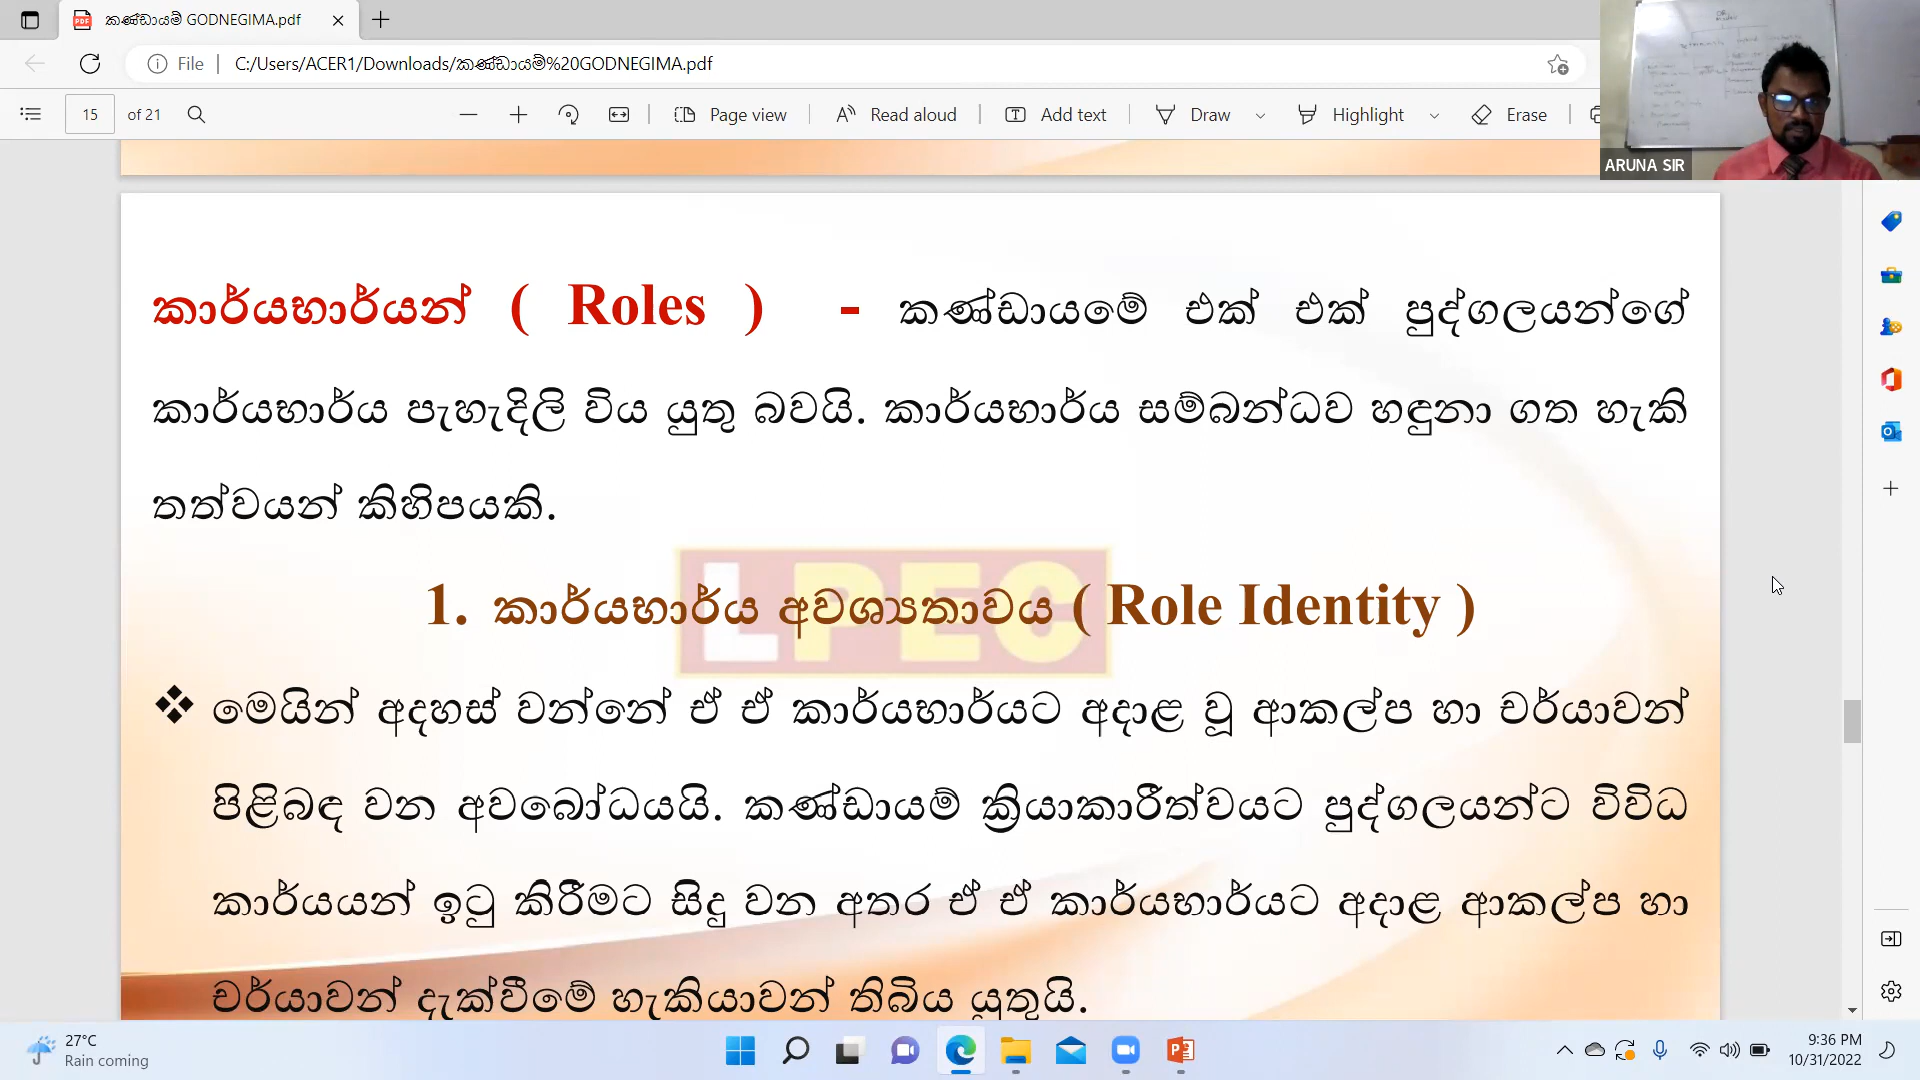 කණ්ඩායම් GODNEGIMA.pdf
File
C:/Users/ACER1/Downloads/කණ්ඩායම්%20GODNEGIMA.pdf
15 of 21
Page view
Read aloud
Add text
Draw
Highlight
Erase
ARUNA SIR
කාර්යභාර්යන් ( Roles ) - කණ්ඩායමේ එක් එක් පුද්ගලයන්ගේ
කාර්යභාර්ය පැහැදිලි විය යුතු බවයි. කාර්යභාර්ය සම්බන්ධව හඳුනා ගත හැකි
තත්වයන් කිහිපයකි.
LPEC
1. කාර්යභාර්ය අවශ්‍යතාවය ( Role Identity )
❖ මෙයින් අදහස් වන්නේ ඒ ඒ කාර්යභාර්යට අදාළ වූ ආකල්ප හා චර්යාවන්
පිළිබඳ වන අවබෝධයයි. කණ්ඩායම් ක්‍රියාකාරීත්වයට පුද්ගලයන්ට විවිධ
කාර්යයන් ඉටු කිරීමට සිදු වන අතර ඒ ඒ කාර්යභාර්යට අදාළ ආකල්ප හා
චර්යාවන් දැක්වීමේ හැකියාවන් තිබිය යුතුයි.
27°C
Rain coming
9:36 PM
10/31/2022